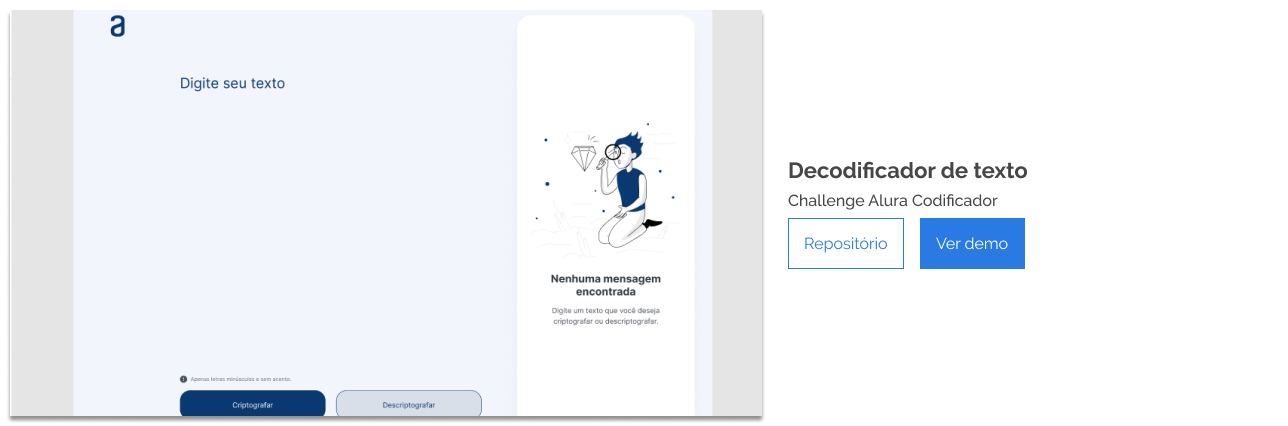 a
Digite seu texto
Nenhuma mensagem
encontrada
Digite um texto que você deseja
criptografar ou descriptografar.
Apenas letras minúsculas e sem acento.
Criptografar
Descriptografar
Decodificador de texto
Challenge Alura Codificador
Repositório
Ver demo